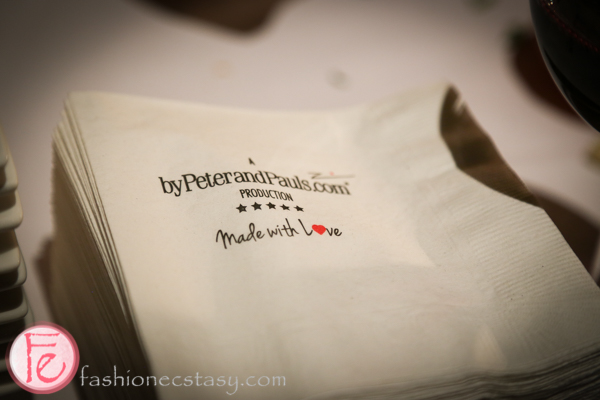 A
byPeterandPauls.com
PRODUCTION
★★★★★
Made with Love
Fe
fashionecstasy.com